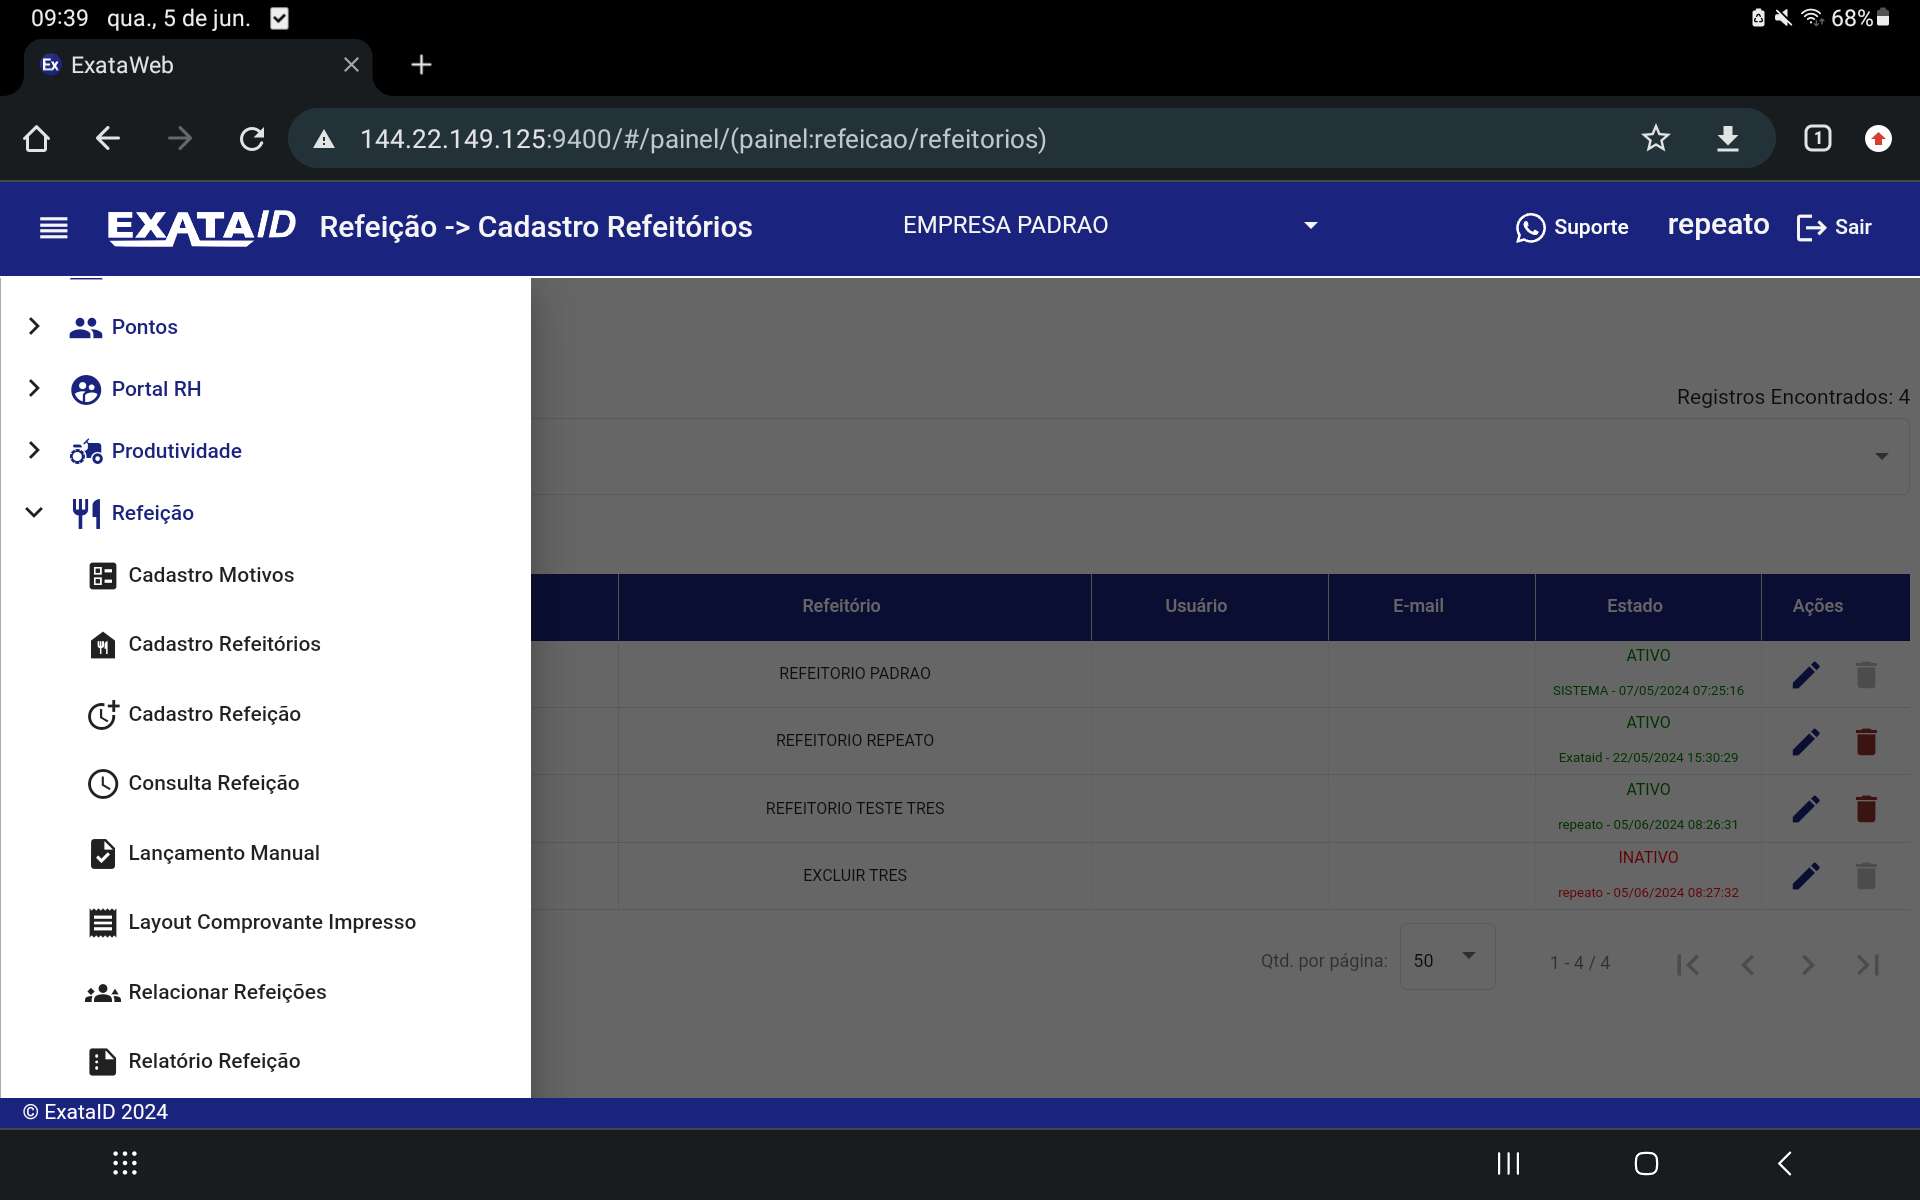 09:39 qua., 5 de jun. 68%
Ex ExataWeb
144.22.149.125:9400/#/painel/(painel:refeicao/refeitorios) 1
EXATAID Refeição -> Cadastro Refeitórios EMPRESA PADRAO Suporte repeato Sair
Pontos
Portal RH
Produtividade
Refeição
Cadastro Motivos
Cadastro Refeitórios
Cadastro Refeição
Consulta Refeição
Lançamento Manual
Layout Comprovante Impresso
Relacionar Refeições
Relatório Refeição
Registros Encontrados: 4
Refeitório Usuário E-mail Estado Ações
REFEITORIO PADRAO ATIVO
SISTEMA - 07/05/2024 07:25:16
REFEITORIO REPEATO ATIVO
Exataid - 22/05/2024 15:30:29
REFEITORIO TESTE TRES ATIVO
repeato - 05/06/2024 08:26:31
EXCLUIR TRES INATIVO
repeato - 05/06/2024 08:27:32
Qtd. por página: 50 1 - 4 / 4
© ExataID 2024